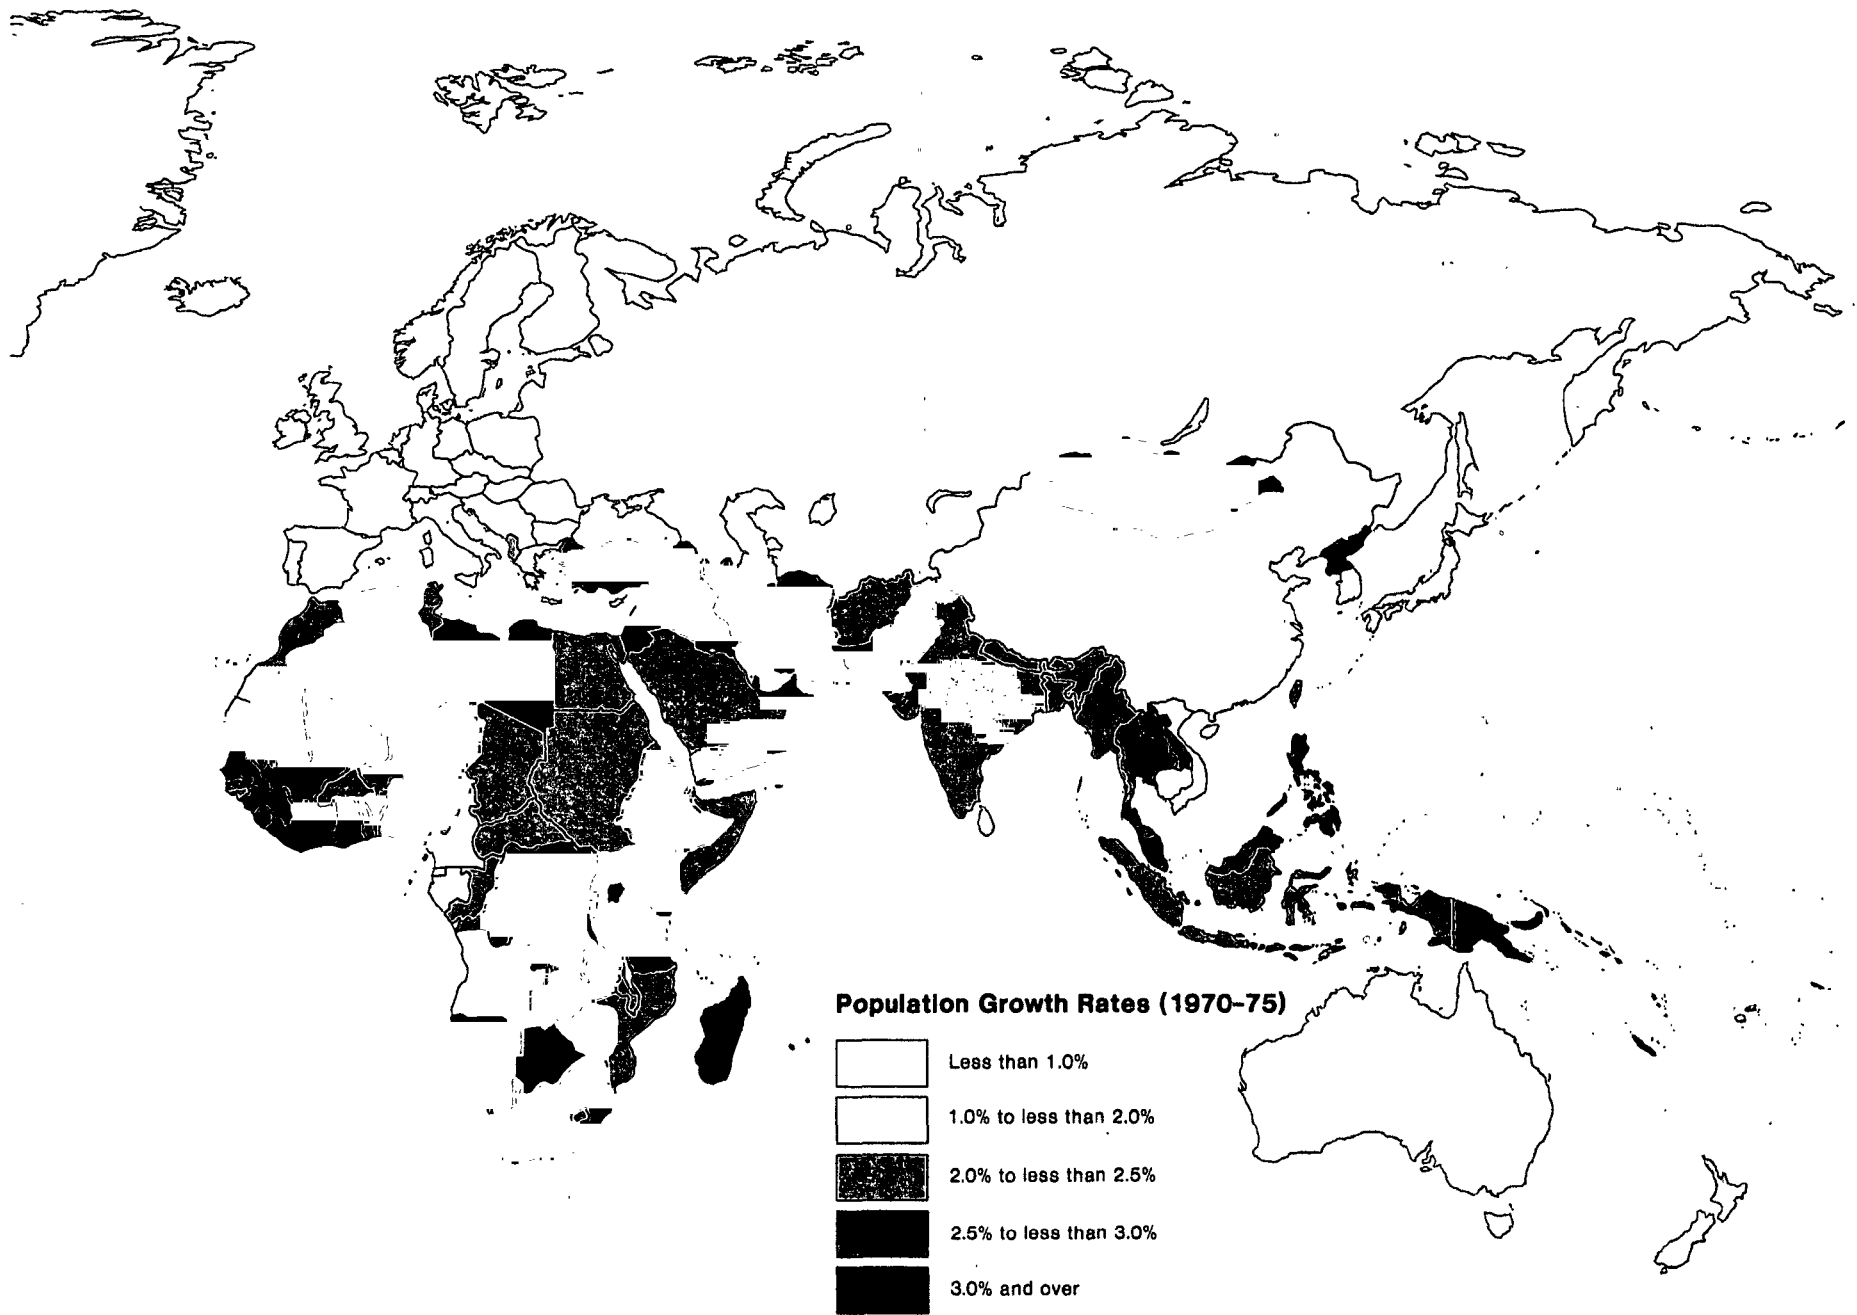 Population Growth Rates (1970-75)
Less than 1.0%
1.0% to less than 2.0%
2.0% to less than 2.5%
2.5% to less than 3.0%
3.0% and over